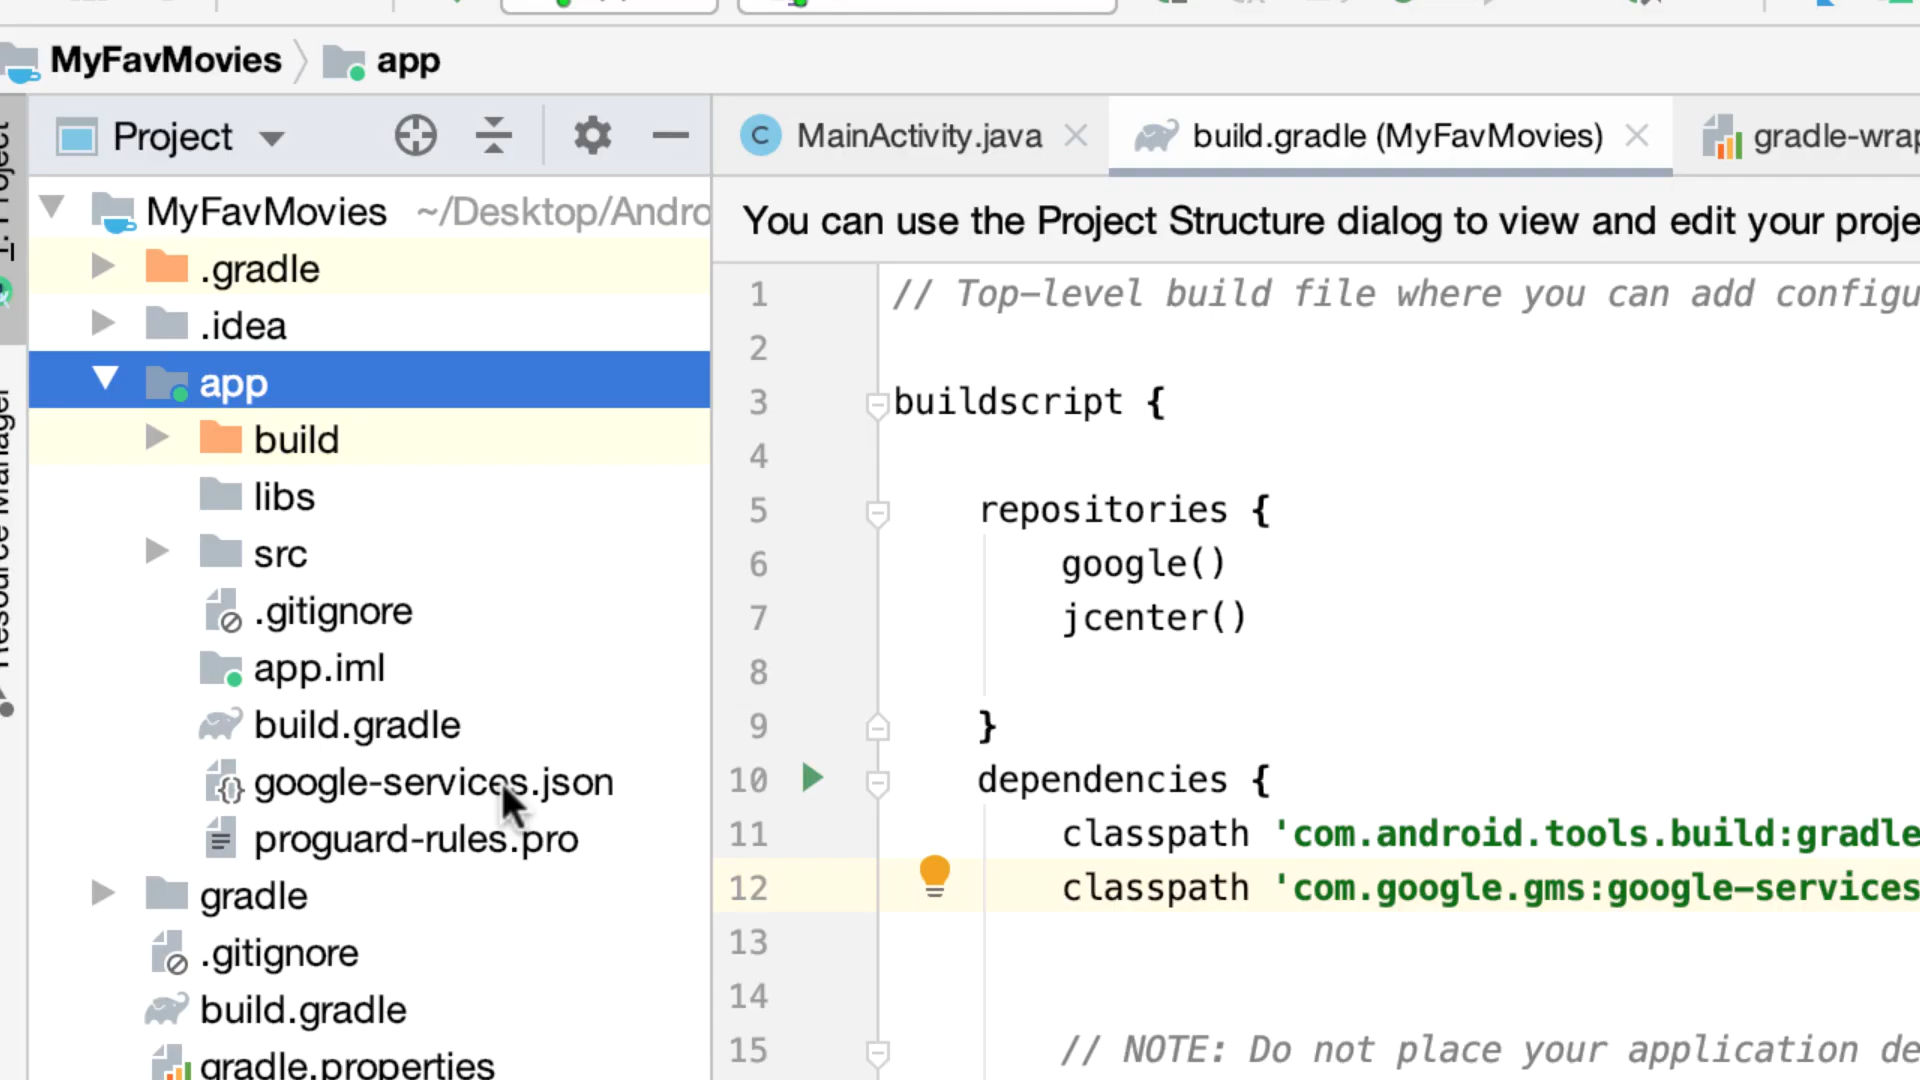 MyFavMovies
app
Project
Resource Manager
Project
MyFavMovies ~/Desktop/Andro
.gradle
.idea
app
build
libs
src
.gitignore
app.iml
build.gradle
google-services.json
proguard-rules.pro
gradle
.gitignore
build.gradle
gradle.properties
MainActivity.java
build.gradle (MyFavMovies)
gradle-wrap
You can use the Project Structure dialog to view and edit your proje
1 // Top-level build file where you can add configu
2
3 buildscript {
4
5 repositories {
6 google()
7 jcenter()
8
9 }
10 dependencies {
11 classpath 'com.android.tools.build:gradle
12 classpath 'com.google.gms:google-services
13
14
15 // NOTE: Do not place your application de